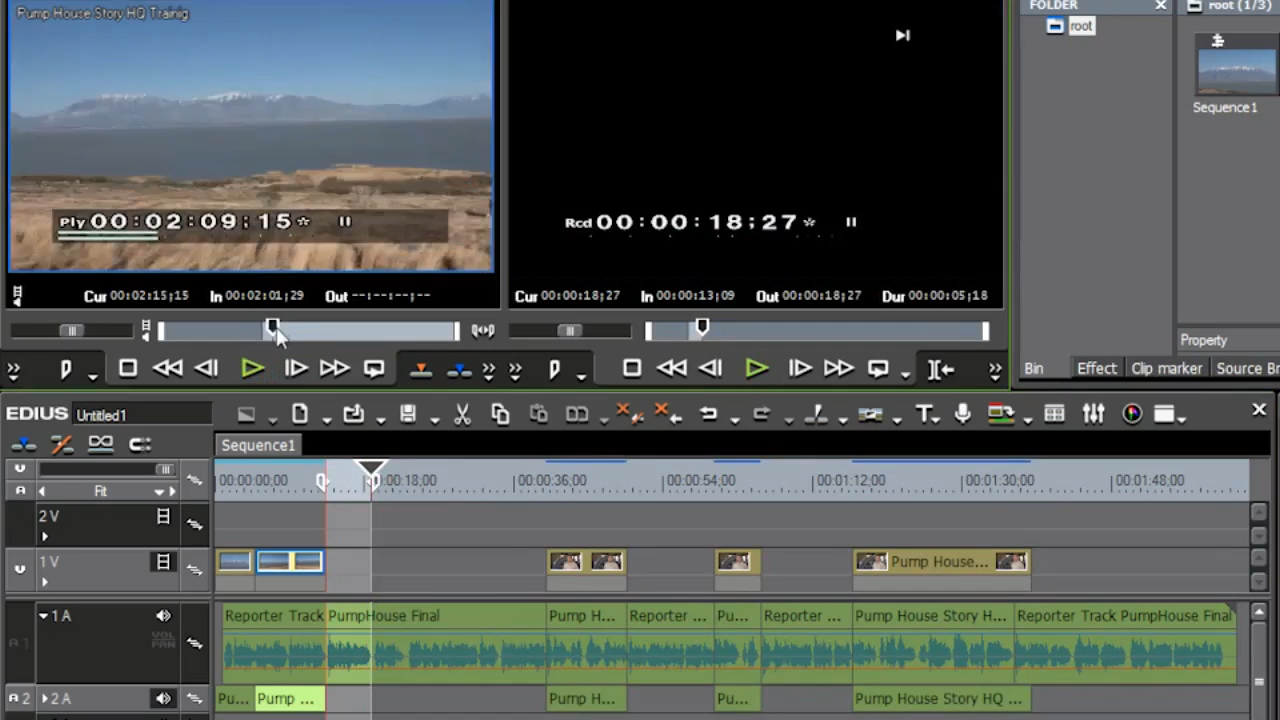 Pump House Story HQ Trainig
Ply 00:02:09;15* II
Cur 00:02:15;15 In 00:02:01;29 Out --:--:--;--
Rcd 00:00:18;27* II
Cur 00:00:18;27 In 00:00:13;09 Out 00:00:18;27 Dur 00:00:05;18
FOLDER
root
root (1/3)
Sequence1
Property
Bin Effect Clip marker Source Br
EDIUS Untitled1
Sequence1
Fit
00:00:00;00 00:00:18;00 00:00:36;00 00:00:54;00 00:01:12;00 00:01:30;00 00:01:48;00
2 V
1 V
Pump House...
1 A
Reporter Track PumpHouse Final Pump H... Reporter ... Pu... Reporter ... Pump House Story H... Reporter Track PumpHouse Final
A 1
VOL
PAN
A 2 2 A
Pu... Pump ... Pump H... Pu... Pump House Story HQ ...